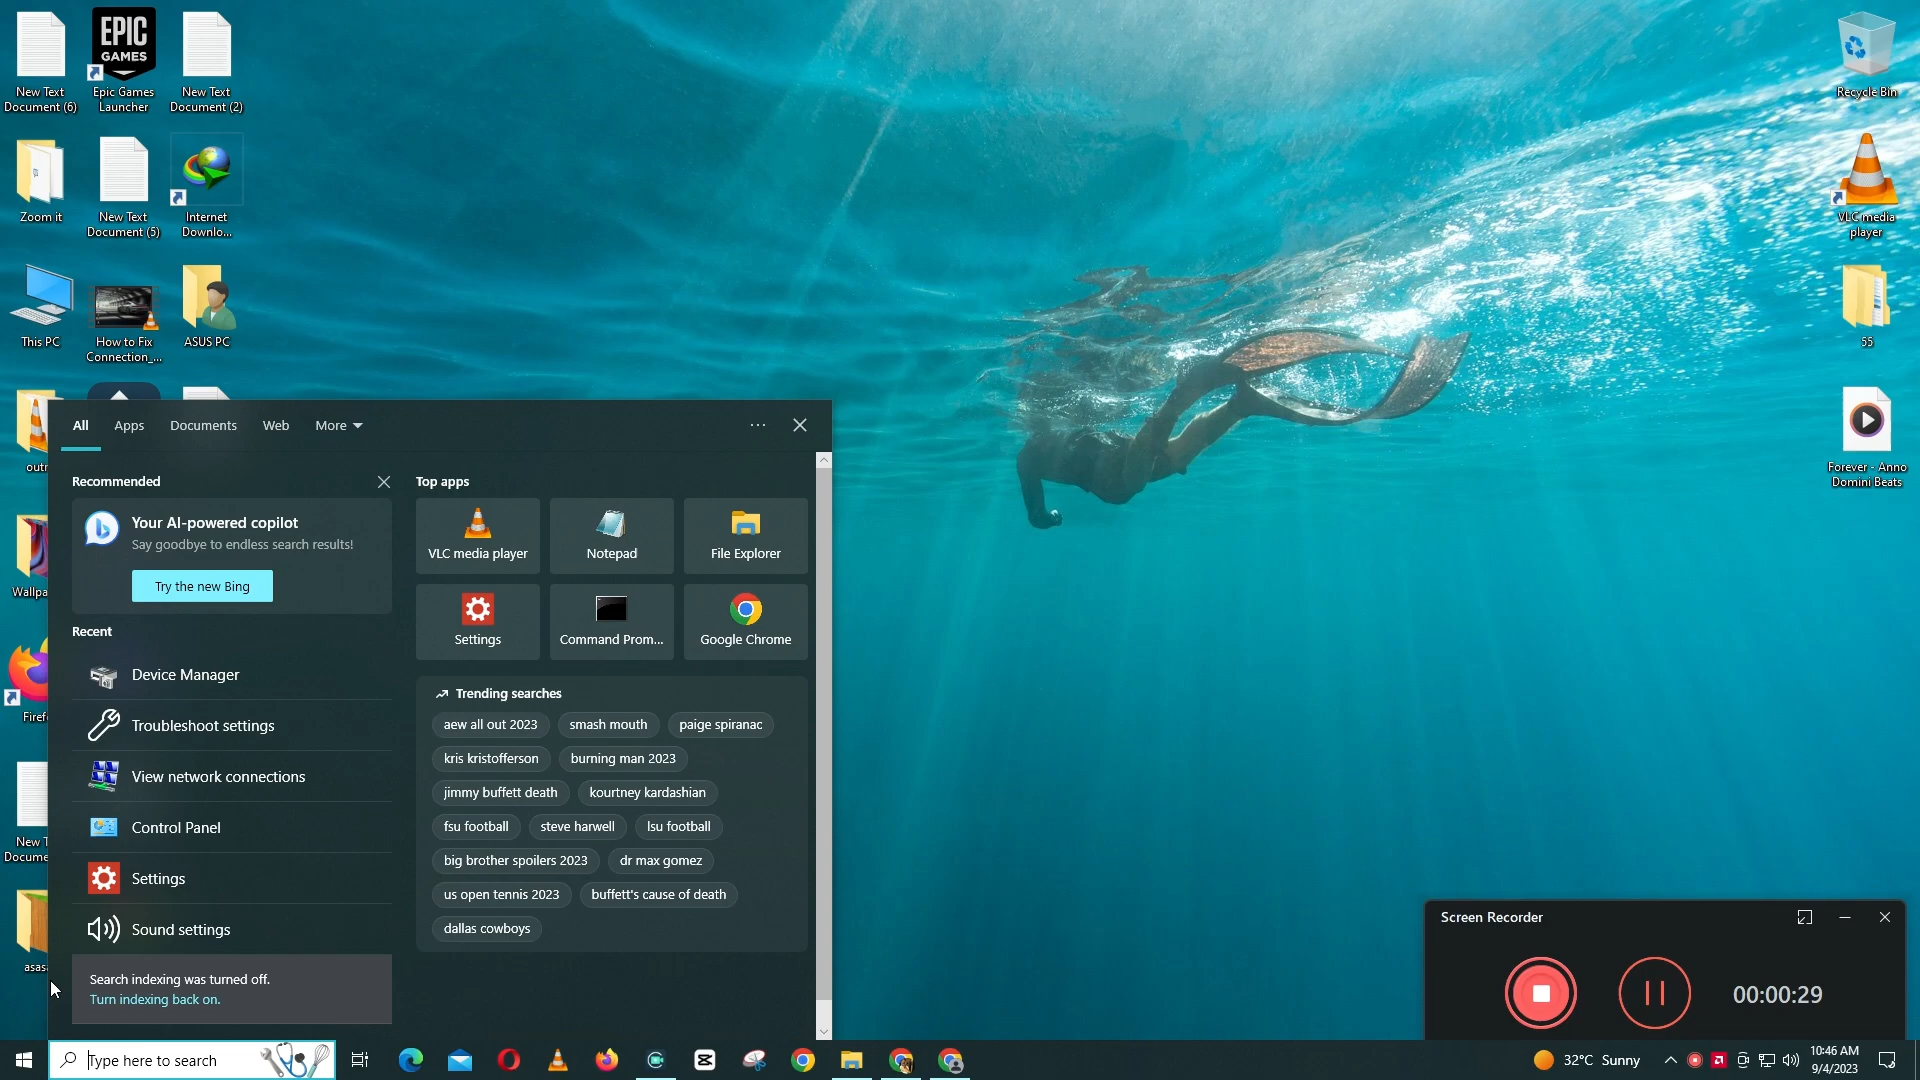 New Text
Document (6)
EPIC
GAMES
Epic Games
Launcher
New Text
Document (2)
Recycle Bin
Zoom it
New Text
Document (5)
Internet
Downlo...
VLC media
player
This PC
How to Fix
Connection_...
ASUS PC
55
outr
Forever - Anno
Domini Beats
Wallpa
Firef
New T
Docume
asasa
All
Apps
Documents
Web
More
Recommended
Your AI-powered copilot
Say goodbye to endless search results!
Try the new Bing
Recent
Device Manager
Troubleshoot settings
View network connections
Control Panel
Settings
Sound settings
Search indexing was turned off.
Turn indexing back on.
Top apps
VLC media player
Notepad
File Explorer
Settings
Command Prom...
Google Chrome
Trending searches
aew all out 2023
smash mouth
paige spiranac
kris kristofferson
burning man 2023
jimmy buffett death
kourtney kardashian
fsu football
steve harwell
lsu football
big brother spoilers 2023
dr max gomez
us open tennis 2023
buffett's cause of death
dallas cowboys
Screen Recorder
00:00:29
Type here to search
32°C Sunny
10:46 AM
9/4/2023